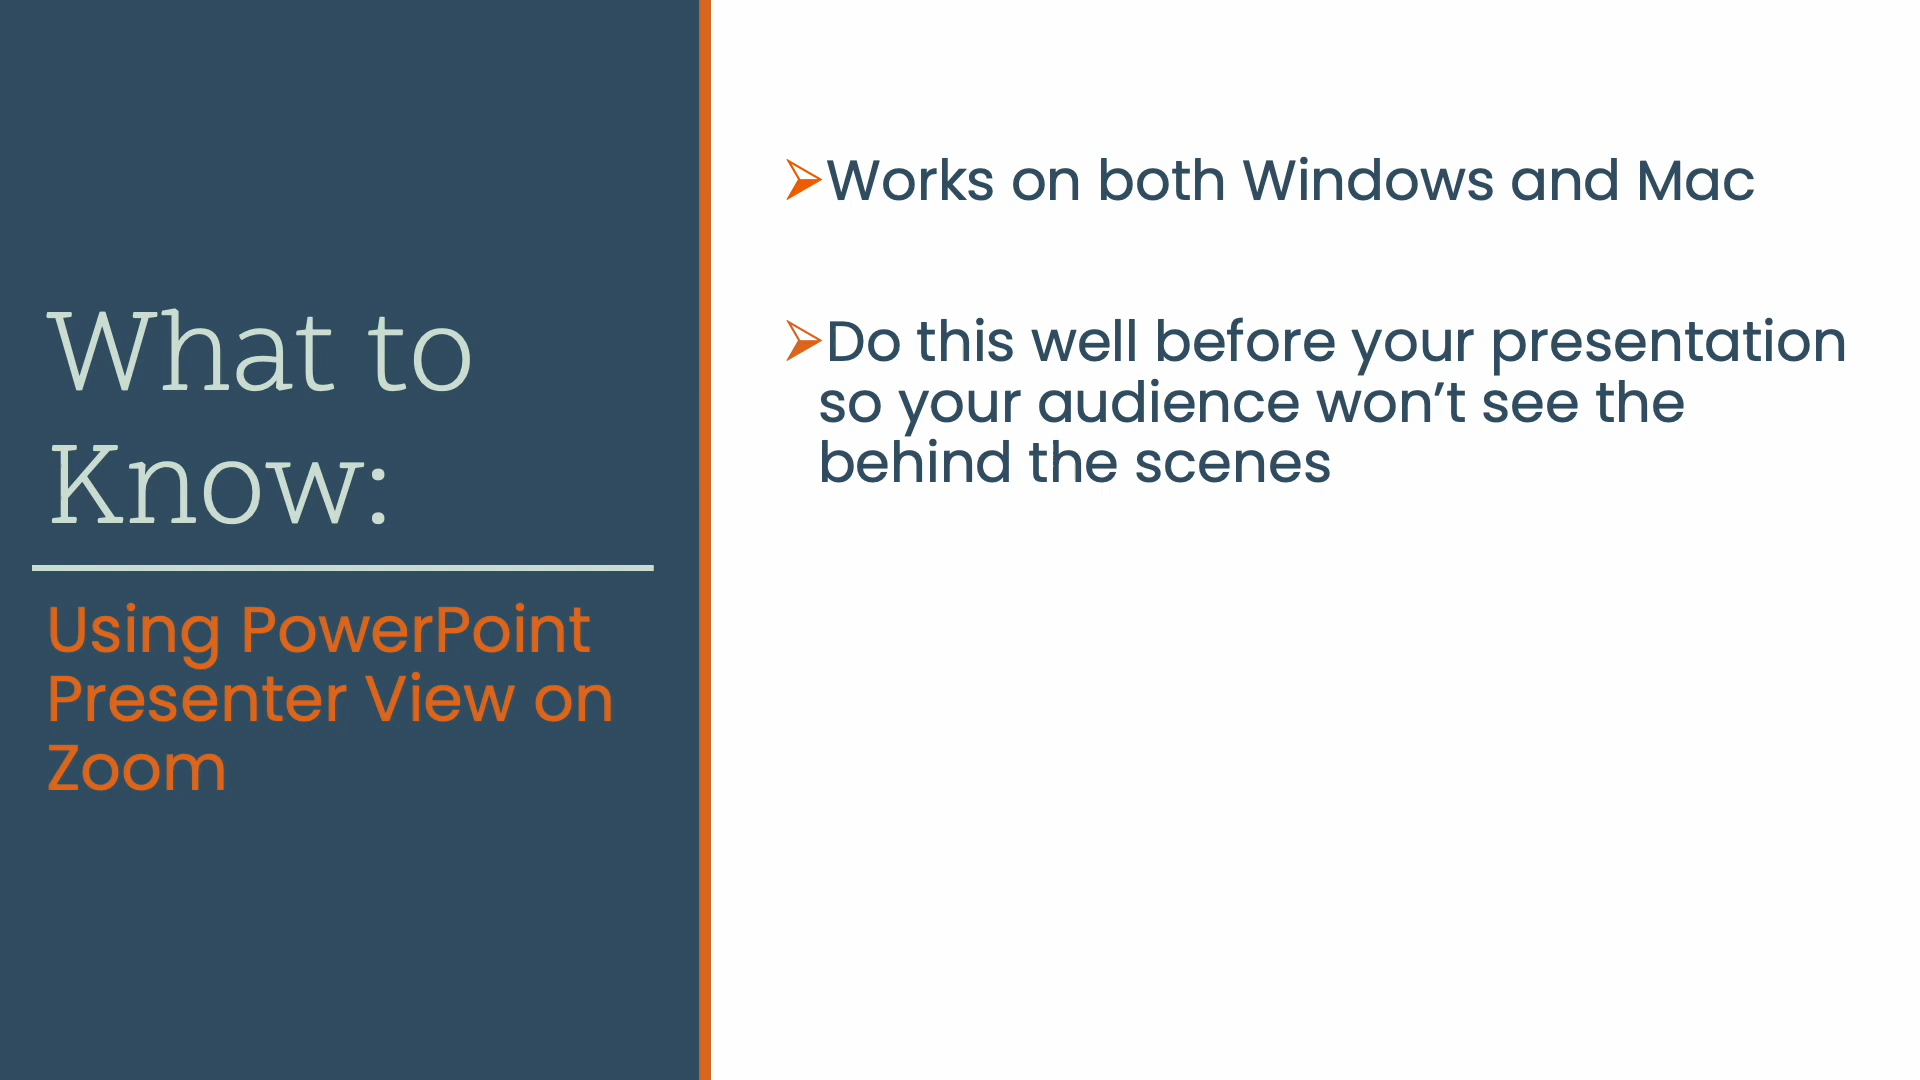 What to
Know:
Using PowerPoint
Presenter View on
Zoom
Works on both Windows and Mac
Do this well before your presentation
so your audience won’t see the
behind the scenes